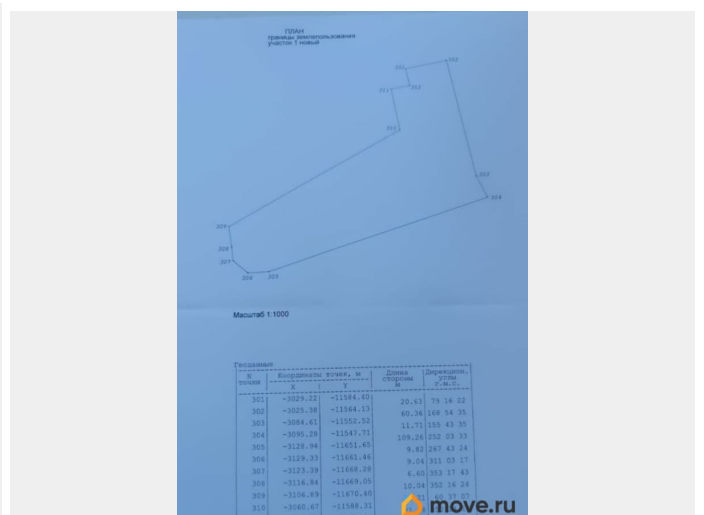 ПЛАН
границы землепользования
участок 1 новый
301
302
311
312
310
303
304
309
308
307
306
305
Масштаб 1:1000
Геоданные
N точки
Координаты точек, м
X
Y
Длина стороны м
Дирекцион. углы г.м.с.
301 -3029.22 -11584.60
20.63 79 16 22
302 -3025.38 -11564.13
60.36 168 54 35
303 -3084.61 -11552.52
11.71 155 43 35
304 -3095.28 -11547.71
109.26 252 03 33
305 -3128.94 -11651.65
9.82 267 43 24
306 -3129.33 -11661.46
9.04 311 03 17
307 -3123.39 -11668.28
6.60 353 17 43
308 -3116.84 -11669.05
10.04 352 16 24
309 -3106.89 -11670.40
60 37 07
310 -3060.67 -11588.31
move.ru